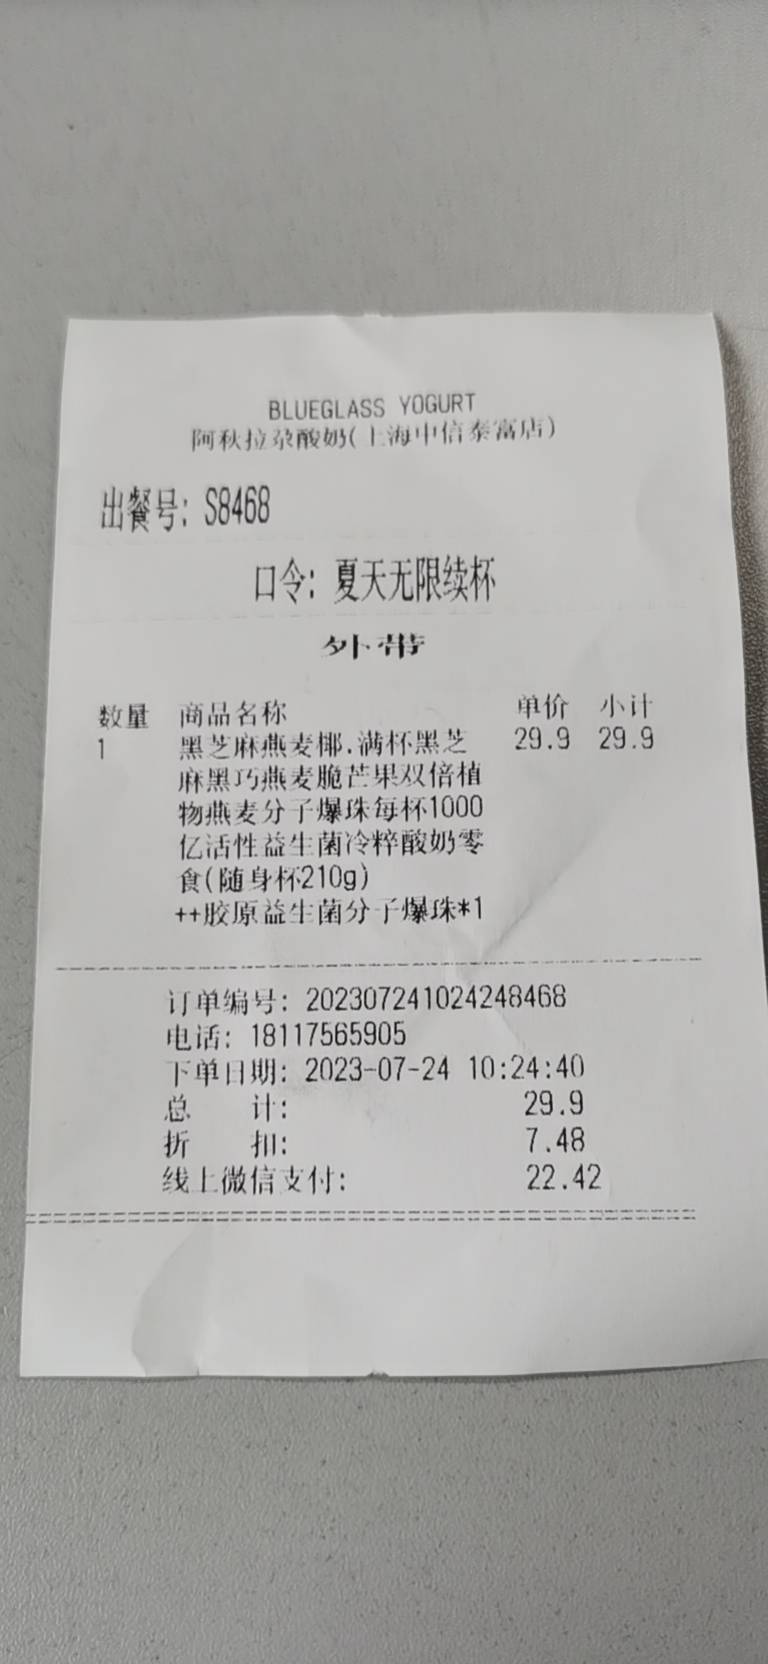 BLUEGLASS YOGURT
阿秋拉尕酸奶(上海中信泰富店)
出餐号: S8468
口令: 夏天无限续杯
外带
数量 商品名称 单价 小计
1 黑芝麻燕麦椰.满杯黑芝 29.9 29.9
麻黑巧燕麦脆芒果双倍植
物燕麦分子爆珠每杯1000
亿活性益生菌冷粹酸奶零
食(随身杯210g)
++胶原益生菌分子爆珠*1
订单编号: 202307241024248468
电话: 18117565905
下单日期: 2023-07-24 10:24:40
总 计: 29.9
折 扣: 7.48
线上微信支付: 22.42